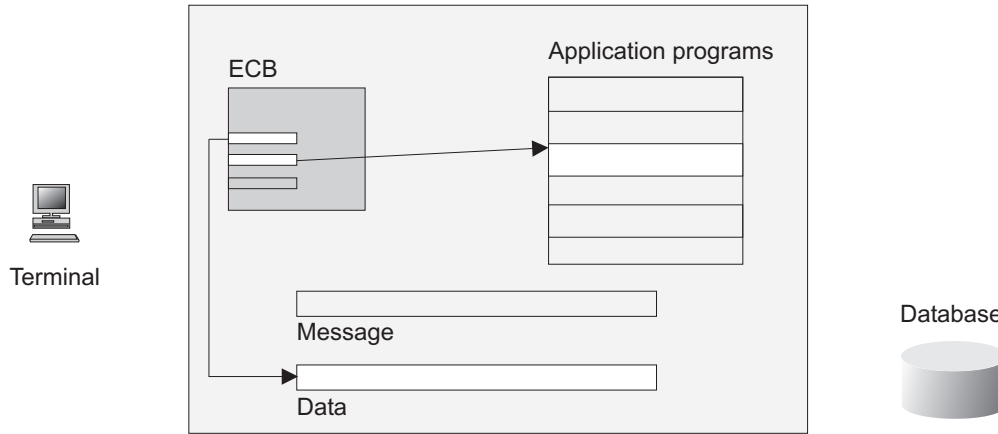 ECB
Application programs
Terminal
Message
Database
Data